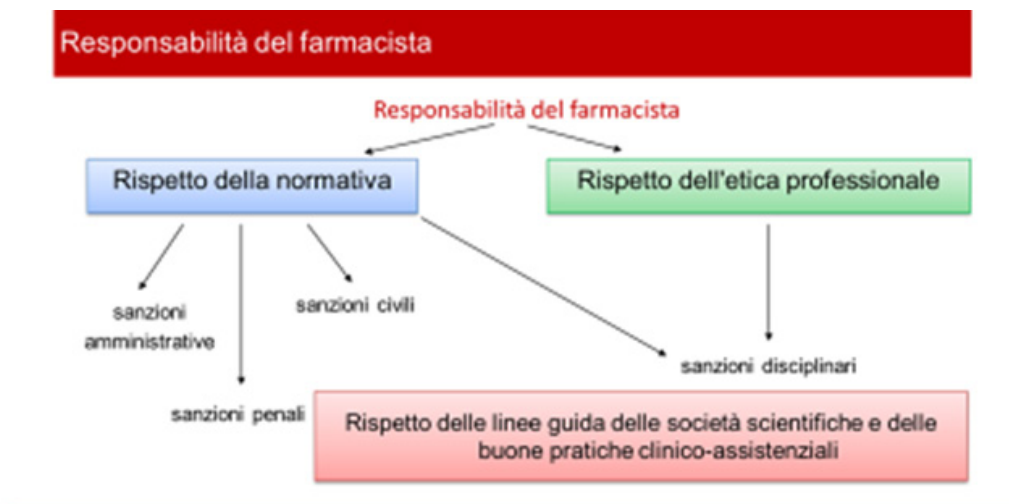 Responsabilità del farmacista
Responsabilità del farmacista
Rispetto della normativa
Rispetto dell'etica professionale
sanzioni
amministrative
sanzioni civili
sanzioni disciplinari
sanzioni penali
Rispetto delle linee guida delle società scientifiche e delle
buone pratiche clinico-assistenziali